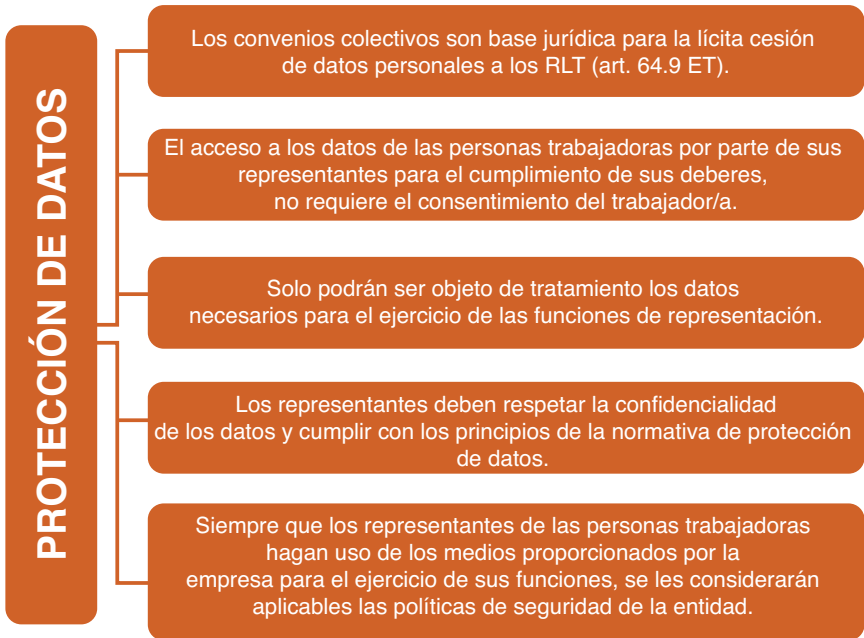 PROTECCIÓN DE DATOS
Los convenios colectivos son base jurídica para la lícita cesión
de datos personales a los RLT (art. 64.9 ET).
El acceso a los datos de las personas trabajadoras por parte de sus
representantes para el cumplimiento de sus deberes,
no requiere el consentimiento del trabajador/a.
Solo podrán ser objeto de tratamiento los datos
necesarios para el ejercicio de las funciones de representación.
Los representantes deben respetar la confidencialidad
de los datos y cumplir con los principios de la normativa de protección
de datos.
Siempre que los representantes de las personas trabajadoras
hagan uso de los medios proporcionados por la
empresa para el ejercicio de sus funciones, se les considerarán
aplicables las políticas de seguridad de la entidad.